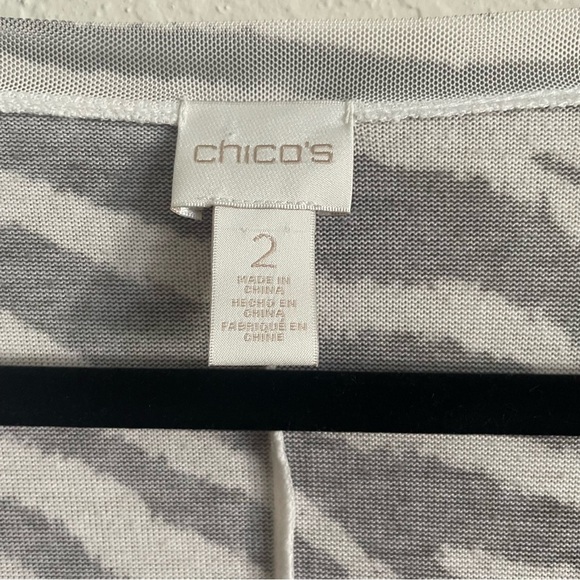 chico's
2
MADE IN
CHINA
HECHO EN
CHINA
FABRIQUÉ EN
CHINE